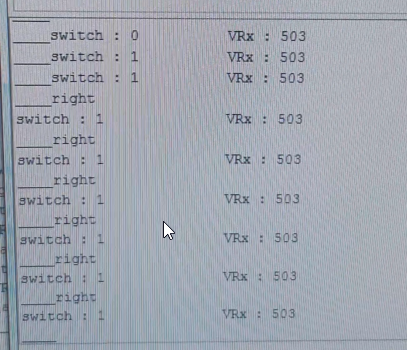 ____switch : 0 VRx : 503
____switch : 1 VRx : 503
____switch : 1 VRx : 503
____right
switch : 1 VRx : 503
____right
switch : 1 VRx : 503
____right
switch : 1 VRx : 503
____right
switch : 1 VRx : 503
____right
switch : 1 VRx : 503
____right
switch : 1 VRx : 503
____